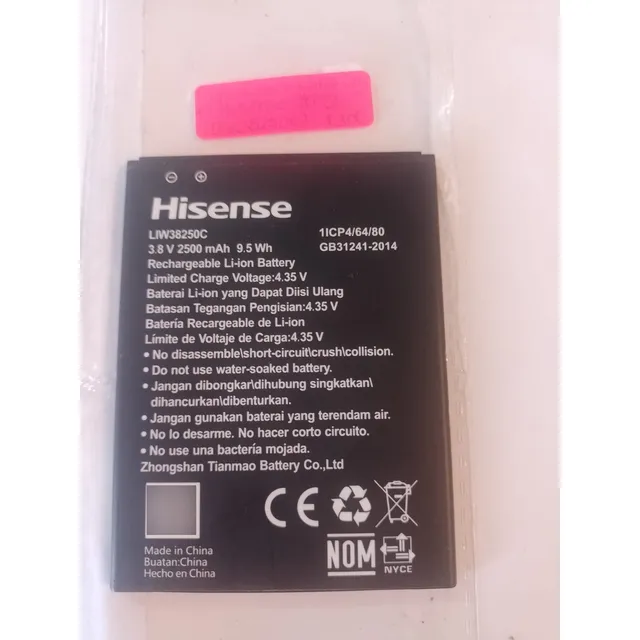 Hisense
LIW38250C
1ICP4/64/80
3.8 V 2500 mAh 9.5 Wh
GB31241-2014
Rechargeable Li-ion Battery
Limited Charge Voltage:4.35 V
Baterai Li-ion yang Dapat Diisi Ulang
Batasan Tegangan Pengisian:4.35 V
Batería Recargeable de Li-ion
Límite de Voltaje de Carga:4.35 V
• No disassemble\short-circuit\crush\collision.
• Do not use water-soaked battery.
• Jangan dibongkar\dihubung singkatkan\
dihancurkan\dibenturkan.
• Jangan gunakan baterai yang terendam air.
• No lo desarme. No hacer corto circuito.
• No use una bactería mojada.
Zhongshan Tianmao Battery Co.,Ltd
CE
Made in China
Buatan:China
Hecho en China
NOM
NYCE